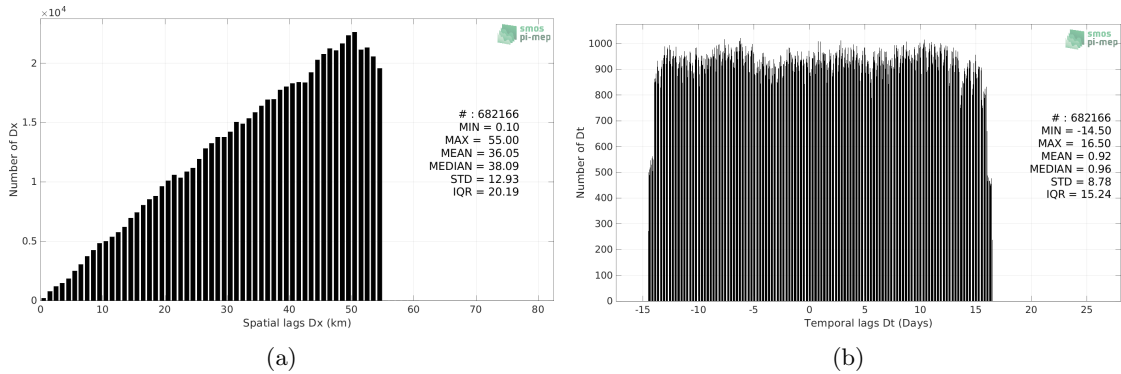 ×10⁴
2
1.5
1
0.5
0
Number of Dx
smos
pi-mep
# : 682166
MIN = 0.10
MAX = 55.00
MEAN = 36.05
MEDIAN = 38.09
STD = 12.93
IQR = 20.19
0 10 20 30 40 50 60 70 80
Spatial lags Dx (km)
(a)
1000
900
800
700
600
500
400
300
200
100
0
Number of Dt
smos
pi-mep
# : 682166
MIN = -14.50
MAX = 16.50
MEAN = 0.92
MEDIAN = 0.96
STD = 8.78
IQR = 15.24
-15 -10 -5 0 5 10 15 20 25
Temporal lags Dt (Days)
(b)